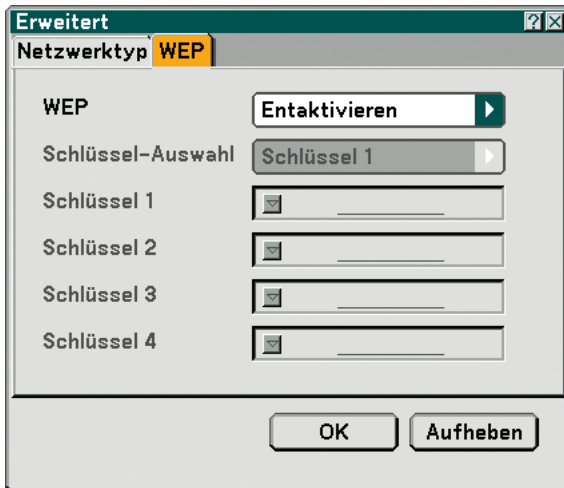 Erweitert
Netzwerktyp WEP
WEP Entaktivieren
Schlüssel-Auswahl Schlüssel 1
Schlüssel 1
Schlüssel 2
Schlüssel 3
Schlüssel 4
OK Aufheben